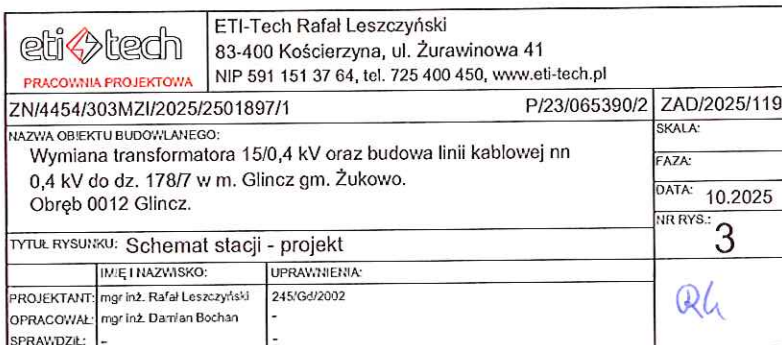 eti tech
PRACOWNIA PROJEKTOWA
ETI-Tech Rafał Leszczyński
83-400 Kościerzyna, ul. Żurawinowa 41
NIP 591 151 37 64, tel. 725 400 450, www.eti-tech.pl
ZN/4454/303MZI/2025/2501897/1 P/23/065390/2 ZAD/2025/119
NAZWA OBIEKTU BUDOWLANEGO:
Wymiana transformatora 15/0,4 kV oraz budowa linii kablowej nn
0,4 kV do dz. 178/7 w m. Glincz gm. Żukowo.
Obręb 0012 Glincz.
SKALA:
FAZA:
DATA: 10.2025
NR RYS.:
3
TYTUŁ RYSUNKU: Schemat stacji - projekt
IMIĘ I NAZWISKO: UPRAWNIENIA:
PROJEKTANT: mgr inż. Rafał Leszczyński 245/Gd/2002
OPRACOWAŁ: mgr inż. Damian Bochan -
SPRAWDZIŁ: - -